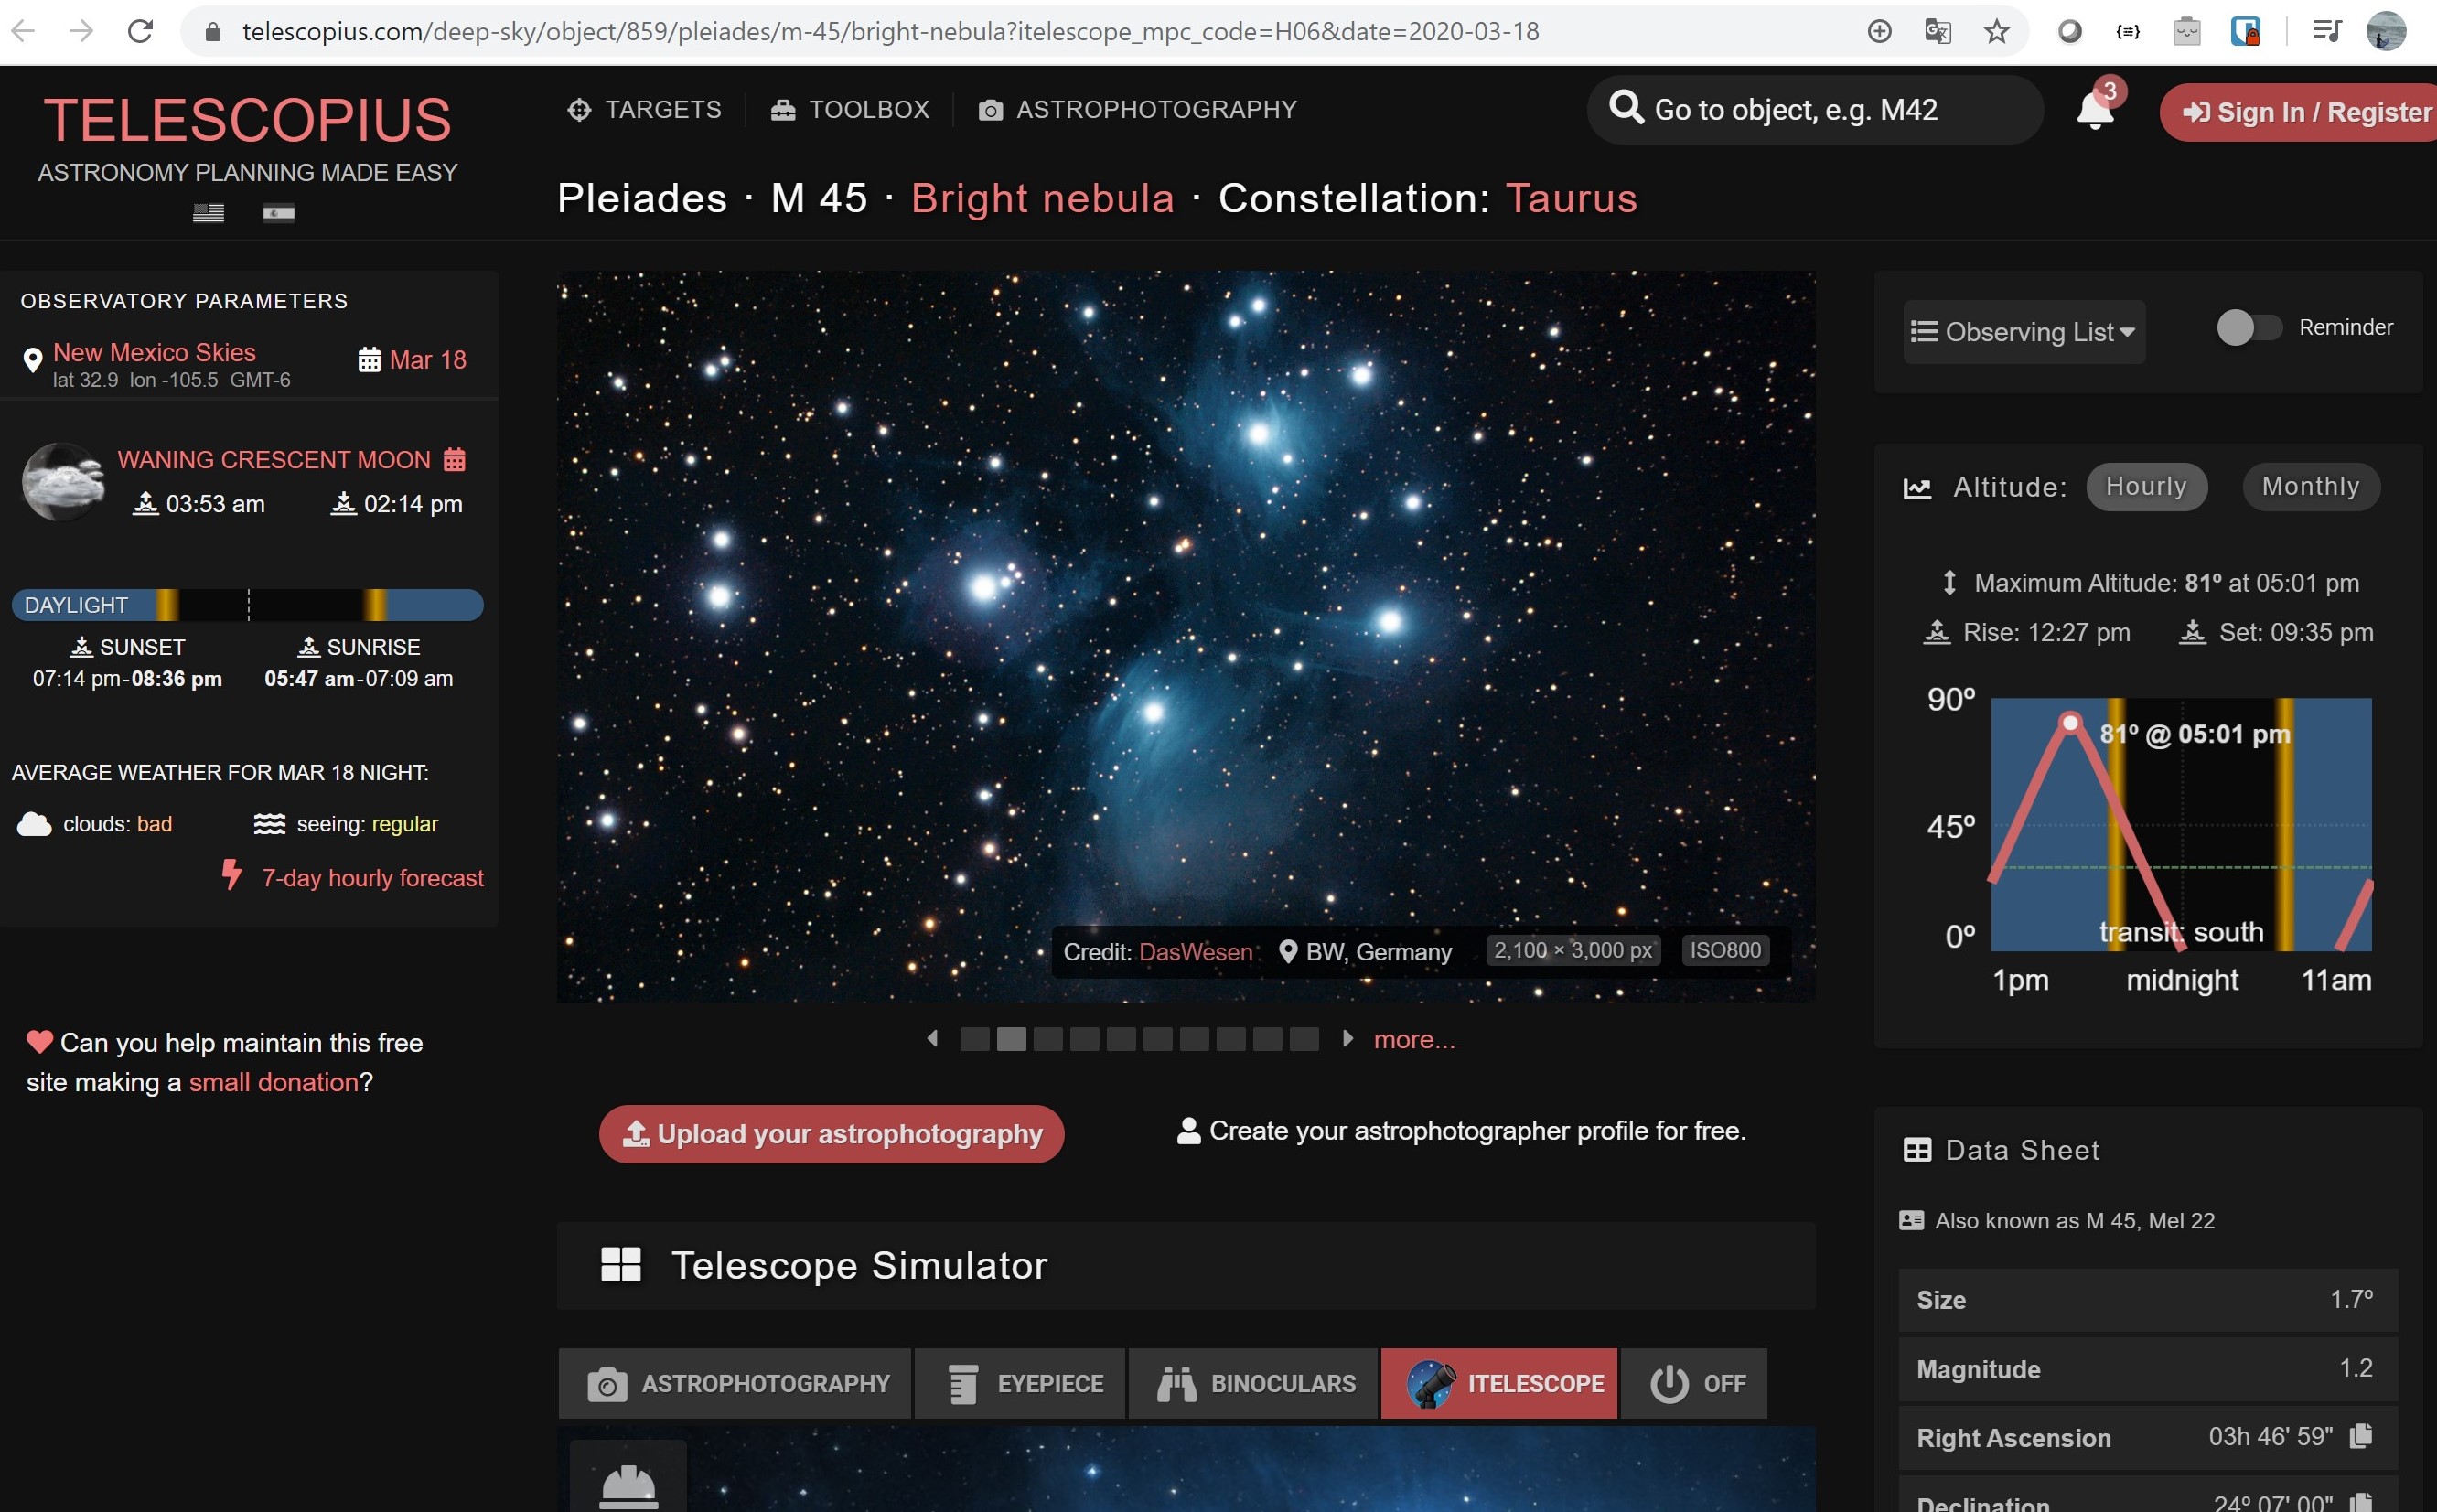 telescopius.com/deep-sky/object/859/pleiades/m-45/bright-nebula?itelescope_mpc_code=H06&date=2020-03-18
TELESCOPIUS
ASTRONOMY PLANNING MADE EASY
TARGETS
TOOLBOX
ASTROPHOTOGRAPHY
Go to object, e.g. M42
3
Sign In / Register
Pleiades · M 45 · Bright nebula · Constellation: Taurus
OBSERVATORY PARAMETERS
New Mexico Skies
Mar 18
lat 32.9 lon -105.5 GMT-6
WANING CRESCENT MOON
03:53 am
02:14 pm
DAYLIGHT
SUNSET
SUNRISE
07:14 pm-08:36 pm
05:47 am-07:09 am
AVERAGE WEATHER FOR MAR 18 NIGHT:
clouds: bad
seeing: regular
7-day hourly forecast
Can you help maintain this free
site making a small donation?
Credit: DasWesen
BW, Germany
2,100 × 3,000 px
ISO800
more...
Upload your astrophotography
Create your astrophotographer profile for free.
Telescope Simulator
ASTROPHOTOGRAPHY
EYEPIECE
BINOCULARS
ITELESCOPE
OFF
Observing List
Reminder
Altitude:
Hourly
Monthly
Maximum Altitude: 81º at 05:01 pm
Rise: 12:27 pm
Set: 09:35 pm
90º
81º @ 05:01 pm
45º
0º
transit: south
1pm
midnight
11am
Data Sheet
Also known as M 45, Mel 22
Size 1.7º
Magnitude 1.2
Right Ascension 03h 46' 59"
Declination 24º 07' 00"